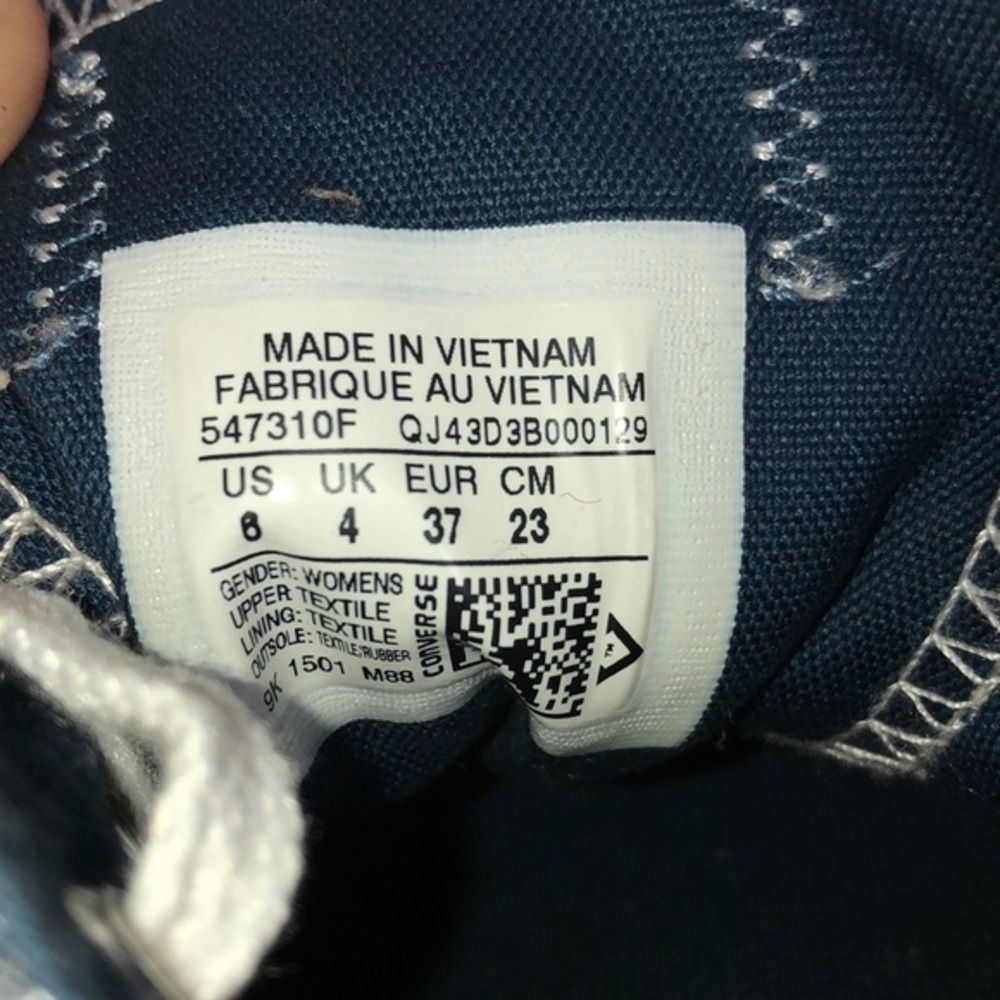 MADE IN VIETNAM
FABRIQUE AU VIETNAM
547310F QJ43D3B000129
US UK EUR CM
6 4 37 23
GENDER: WOMENS
UPPER: TEXTILE
LINING: TEXTILE
OUTSOLE: TEXTILE/RUBBER
9K 1501 M88
CONVERSE
TM